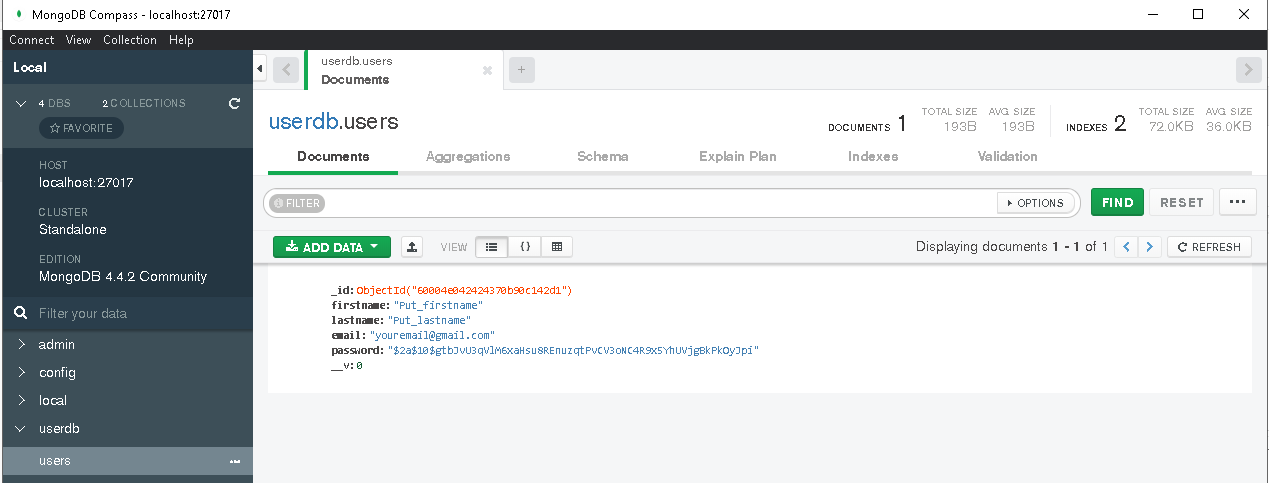 MongoDB Compass - localhost:27017
Connect View Collection Help
Local
4 DBS 2 COLLECTIONS
FAVORITE
HOST
localhost:27017
CLUSTER
Standalone
EDITION
MongoDB 4.4.2 Community
Filter your data
admin
config
local
userdb
users
userdb.users
Documents
userdb.users
DOCUMENTS 1 TOTAL SIZE 193B AVG. SIZE 193B INDEXES 2 TOTAL SIZE 72.0KB AVG. SIZE 36.0KB
Documents Aggregations Schema Explain Plan Indexes Validation
FILTER OPTIONS FIND RESET
ADD DATA VIEW {} Displaying documents 1 - 1 of 1 REFRESH
_id: ObjectId("60004e042424370b90c142d1")
firstname: "Put_firstname"
lastname: "Put_lastname"
email: "youremail@gmail.com"
password: "$2a$10$gtbJvU3qVlM6xaHsu8REnuzqtPvCV3oNC4R9x5YhUVjgBkPkOyJpi"
__v: 0